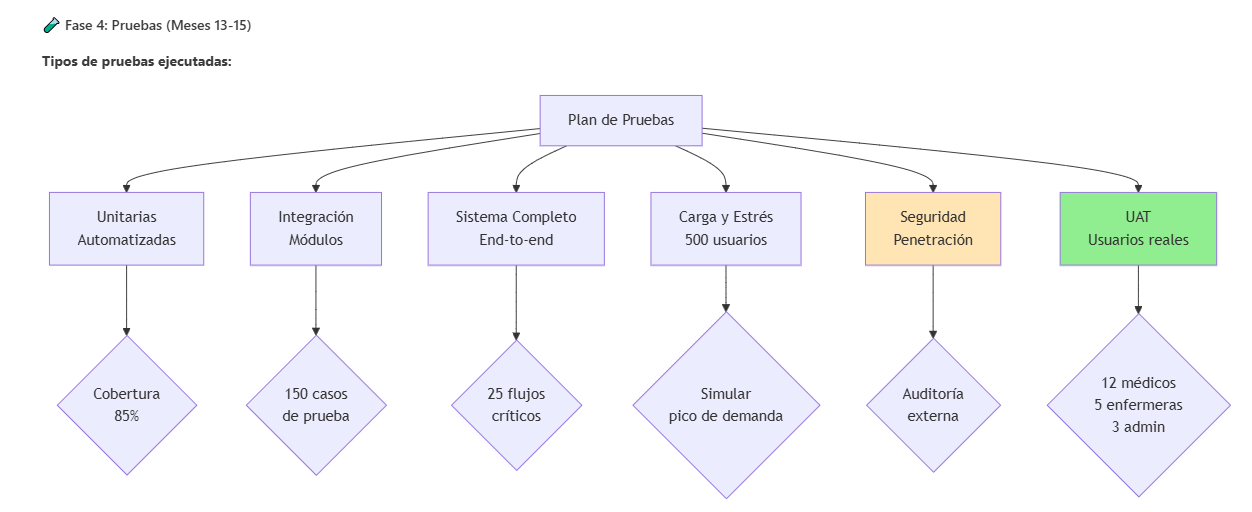 Fase 4: Pruebas (Meses 13-15)
Tipos de pruebas ejecutadas:
Plan de Pruebas
Unitarias
Automatizadas
Integración
Módulos
Sistema Completo
End-to-end
Carga y Estrés
500 usuarios
Seguridad
Penetración
UAT
Usuarios reales
Cobertura
85%
150 casos
de prueba
25 flujos
críticos
Simular
pico de demanda
Auditoría
externa
12 médicos
5 enfermeras
3 admin